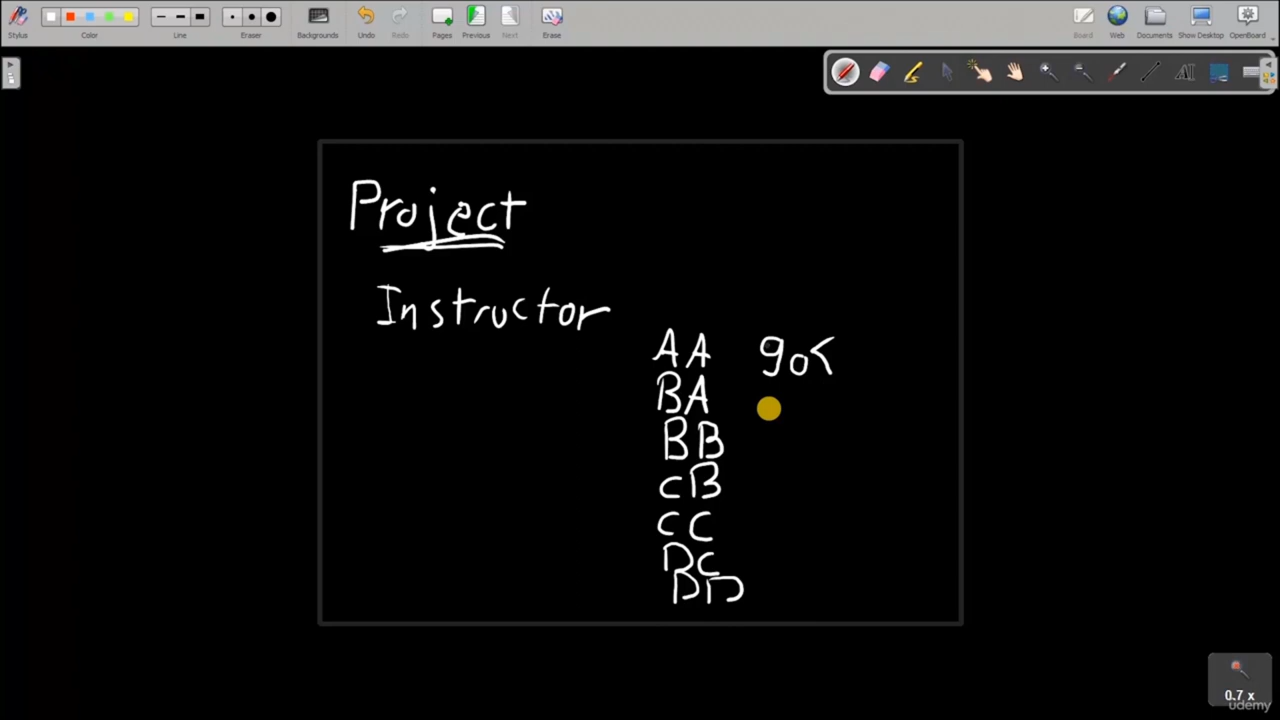 Stylus
Color
Line
Eraser
Backgrounds
Undo
Redo
Pages
Previous
Next
Erase
Board
Web
Documents
Show Desktop
OpenBoard
Project
Instructor
AA 90<
BA
BB
CB
CC
DC
DD
0.7 x
udemy